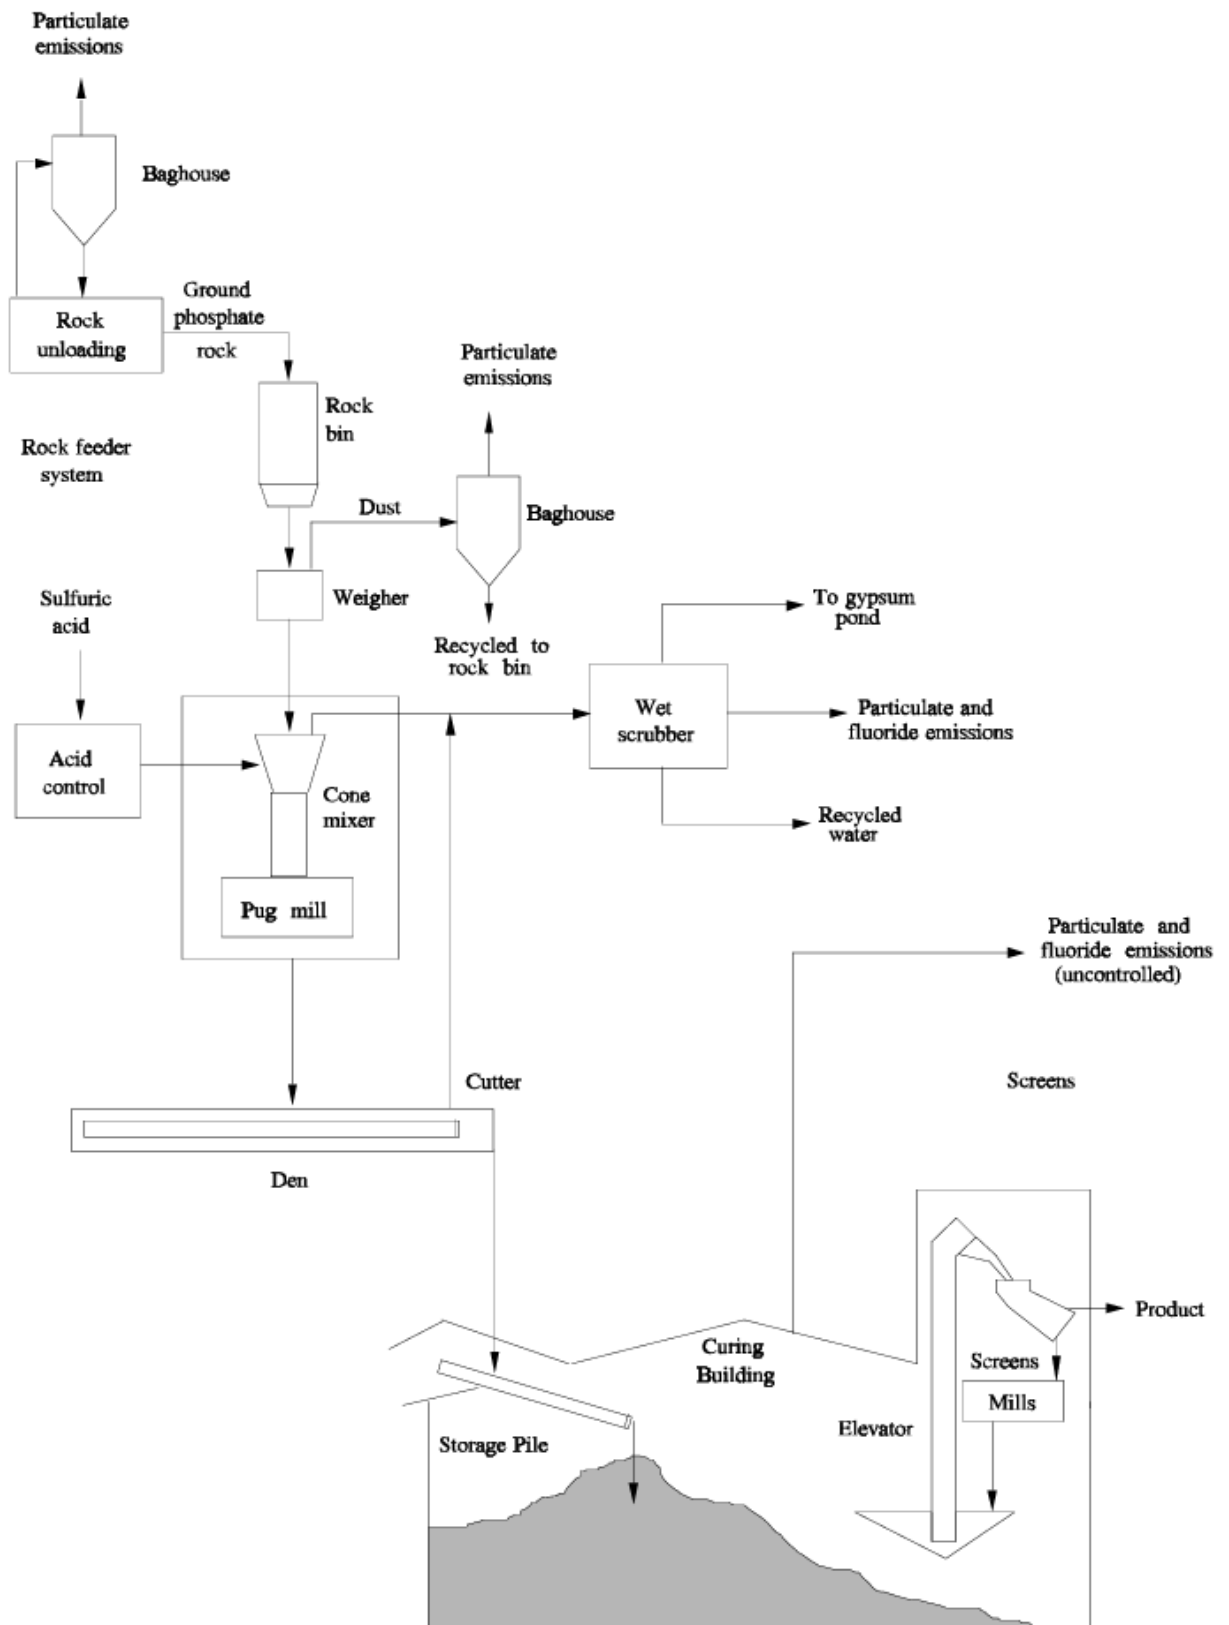 Particulate
emissions
Baghouse
Ground
phosphate
rock
Rock
unloading
Particulate
emissions
Rock
bin
Rock feeder
system
Dust
Baghouse
Sulfuric
acid
Weigher
To gypsum
pond
Recycled to
rock bin
Wet
scrubber
Particulate and
fluoride emissions
Acid
control
Cone
mixer
Recycled
water
Pug mill
Particulate and
fluoride emissions
(uncontrolled)
Cutter
Screens
Den
Product
Curing
Building
Screens
Mills
Elevator
Storage Pile